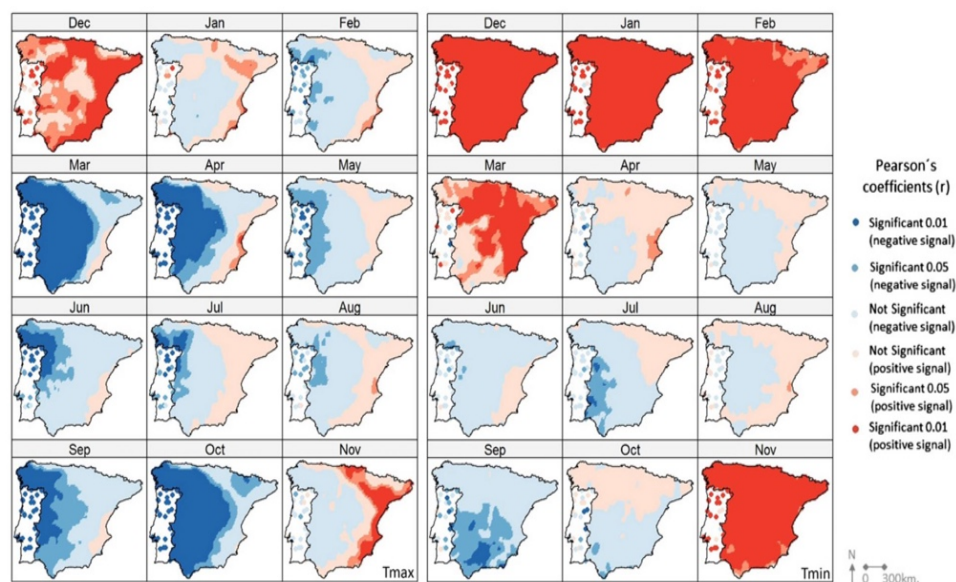 Dec Jan Feb
Dec Jan Feb
Mar Apr May
Mar Apr May
Jun Jul Aug
Jun Jul Aug
Sep Oct Nov
Sep Oct Nov
Tmax
Tmin
Pearson´s
coefficients (r)
Significant 0.01
(negative signal)
Significant 0.05
(negative signal)
Not Significant
(negative signal)
Not Significant
(positive signal)
Significant 0.05
(positive signal)
Significant 0.01
(positive signal)
N
0 300km.